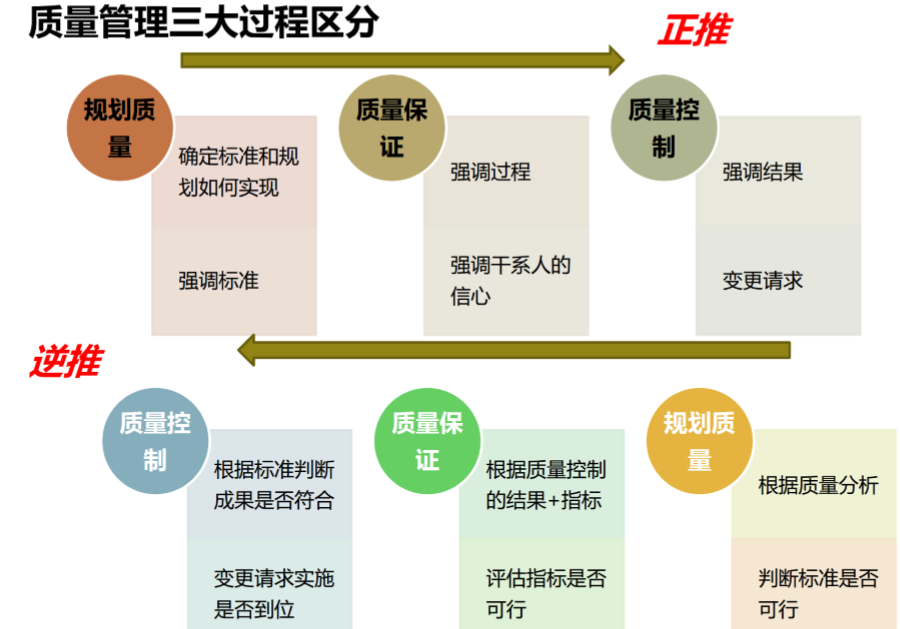 质量管理三大过程区分
正推
规划质
量
确定标准和规
划如何实现
强调标准
质量保
证
强调过程
强调干系人的
信心
质量控
制
强调结果
变更请求
逆推
质量控
制
根据标准判断
成果是否符合
变更请求实施
是否到位
质量保
证
根据质量控制
的结果+指标
评估指标是否
可行
规划质
量
根据质量分析
判断标准是否
可行